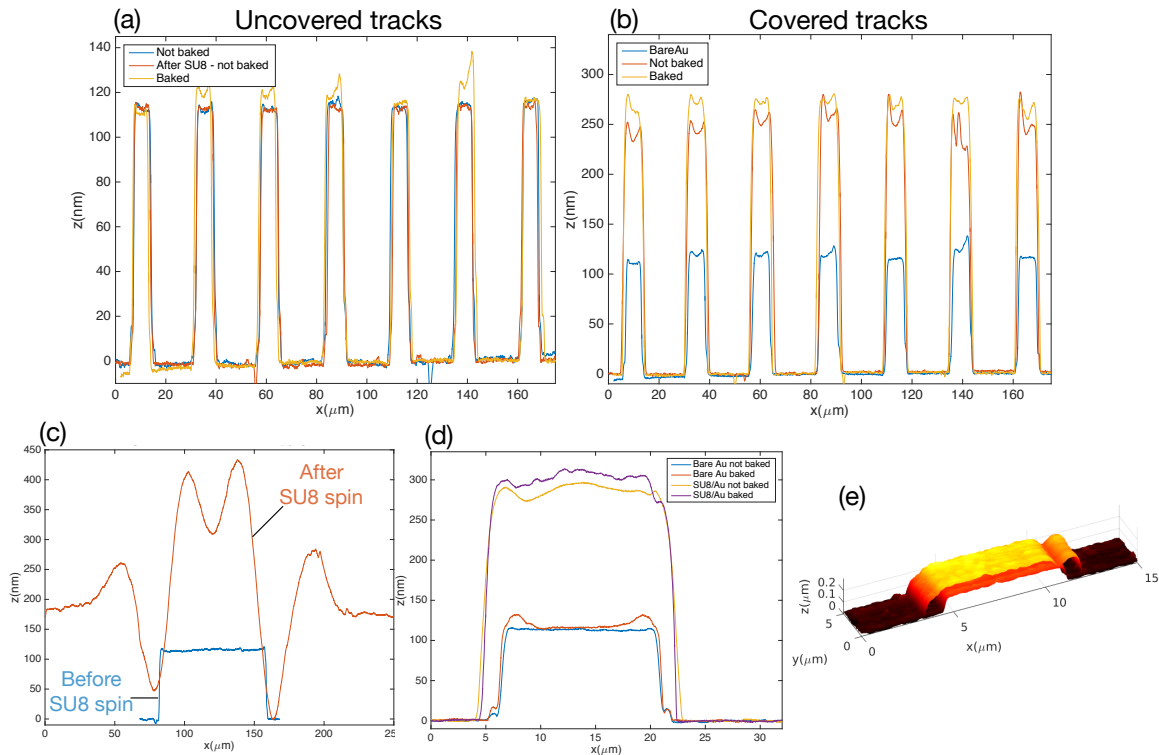 (a) Uncovered tracks
Not baked
After SU8 - not baked
Baked
140
120
100
80
60
40
20
0
z(nm)
0 20 40 60 80 100 120 140 160
x(μm)
(b) Covered tracks
BareAu
Not baked
Baked
300
250
200
150
100
50
0
z(nm)
0 20 40 60 80 100 120 140 160
x(μm)
(c)
450
400
350
300
250
200
150
100
50
0
z(nm)
After
SU8 spin
Before
SU8 spin
0 50 100 150 200 250
x(μm)
(d)
Bare Au not baked
Bare Au baked
SU8/Au not baked
SU8/Au baked
300
250
200
150
100
50
0
z(nm)
0 5 10 15 20 25 30
x(μm)
(e)
z(μm)
0.2
0.1
0
5
0
y(μm)
0
5
10
15
x(μm)